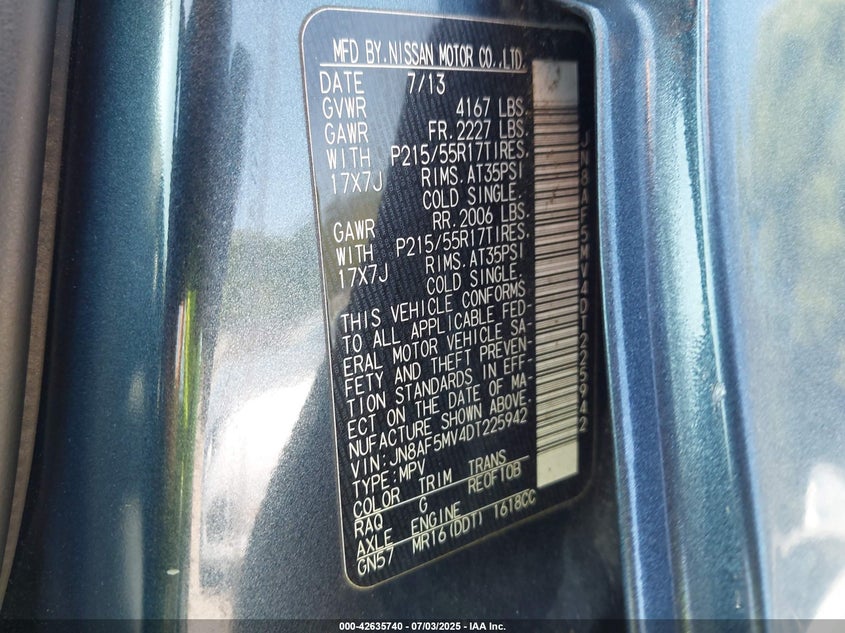 MFD BY.NISSAN MOTOR CO.,LTD.
DATE 7/13
GVWR 4167 LBS.
GAWR FR.2227 LBS.
WITH P215/55R17TIRES.
17X7J RIMS.AT35PSI
COLD SINGLE.
GAWR RR.2006 LBS.
WITH P215/55R17TIRES.
17X7J RIMS.AT35PSI
COLD SINGLE.
THIS VEHICLE CONFORMS
TO ALL APPLICABLE FED-
ERAL MOTOR VEHICLE SA-
FETY AND THEFT PREVEN-
TION STANDARDS IN EFF-
ECT ON THE DATE OF MA-
NUFACTURE SHOWN ABOVE.
VIN:JN8AF5MV4DT225942
TYPE:MPV
COLOR TRIM TRANS
RAQ G RE0F10B
AXLE ENGINE
GN57 MR16(DDT) 1618CC
JN8AF5MV4DT225942
000-42635740 - 07/03/2025 - IAA Inc.